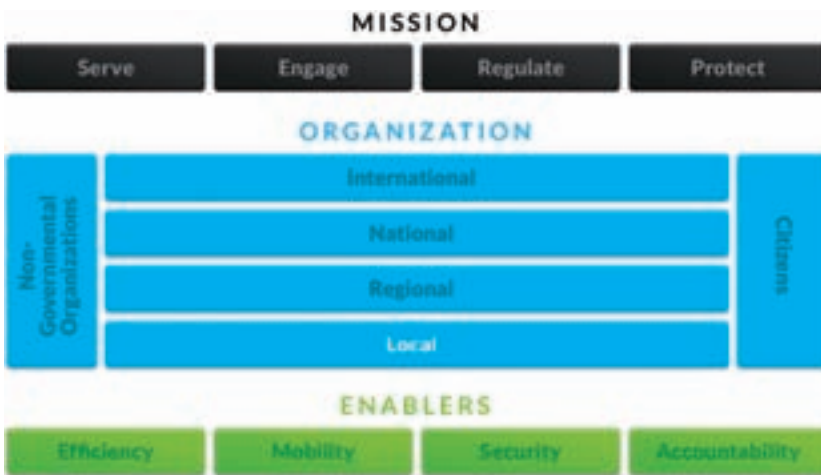 MISSION
Serve Engage Regulate Protect
ORGANIZATION
Non-
Governmental
Organizations
International
National
Regional
Local
Citizens
ENABLERS
Efficiency Mobility Security Accountability